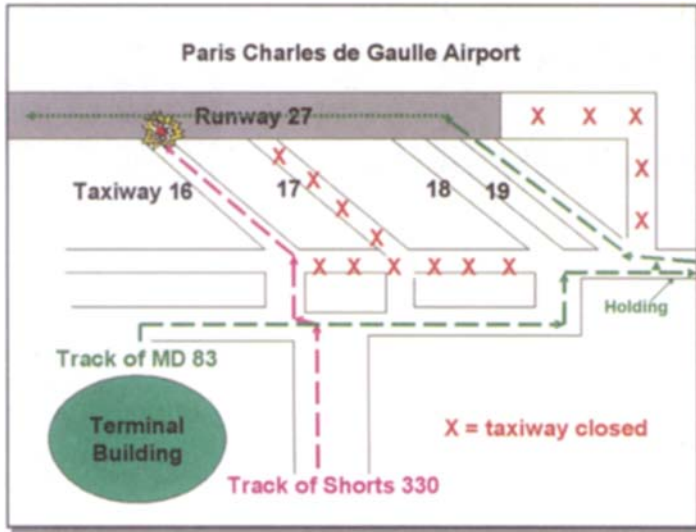 Paris Charles de Gaulle Airport
X X X
Runway 27
X
X
X
Taxiway 16
17
18
19
X
X
X
X
X X X X X X
Holding
Track of MD 83
Terminal
Building
X = taxiway closed
Track of Shorts 330